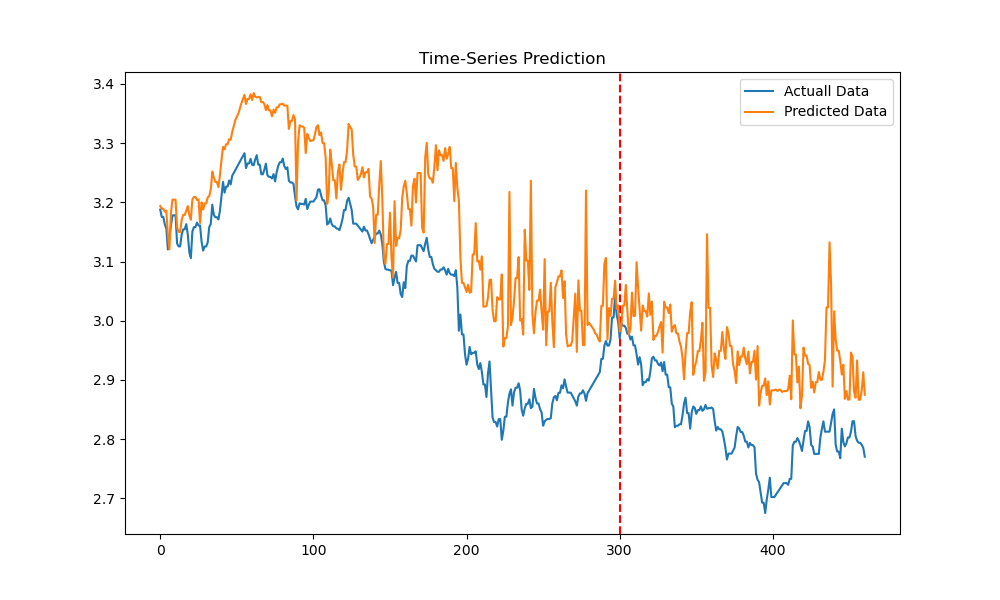 Time-Series Prediction
Actuall Data
Predicted Data
3.4
3.3
3.2
3.1
3.0
2.9
2.8
2.7
0 100 200 300 400